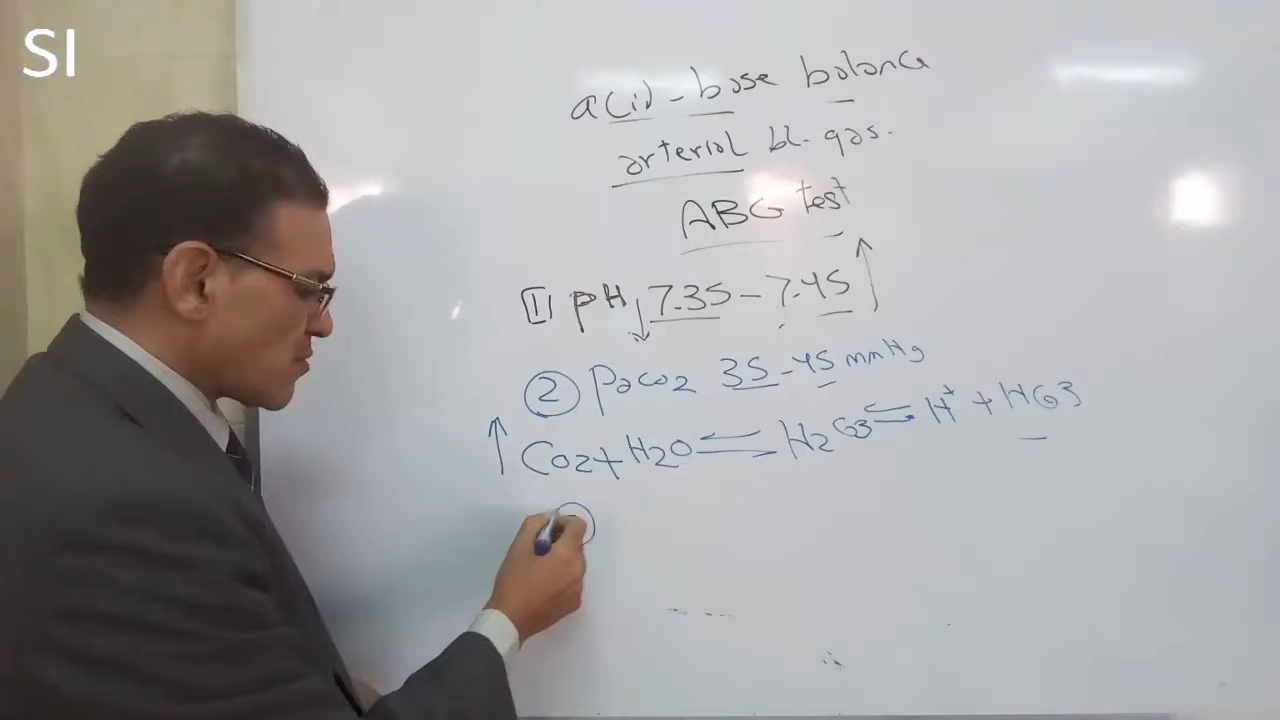 SI
acid-base balance
arterial bl. gas.
ABG test
[1] pH ↓ 7.35 - 7.45 ↑
② PaCO2 35-45 mmHg
↑ CO2+H2O ⇌ H2CO3 ⇌ H+ + HCO3